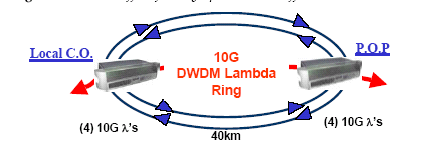 Local C.O.
P.O.P
10G
DWDM Lambda
Ring
(4) 10G λ's
(4) 10G λ's
40km